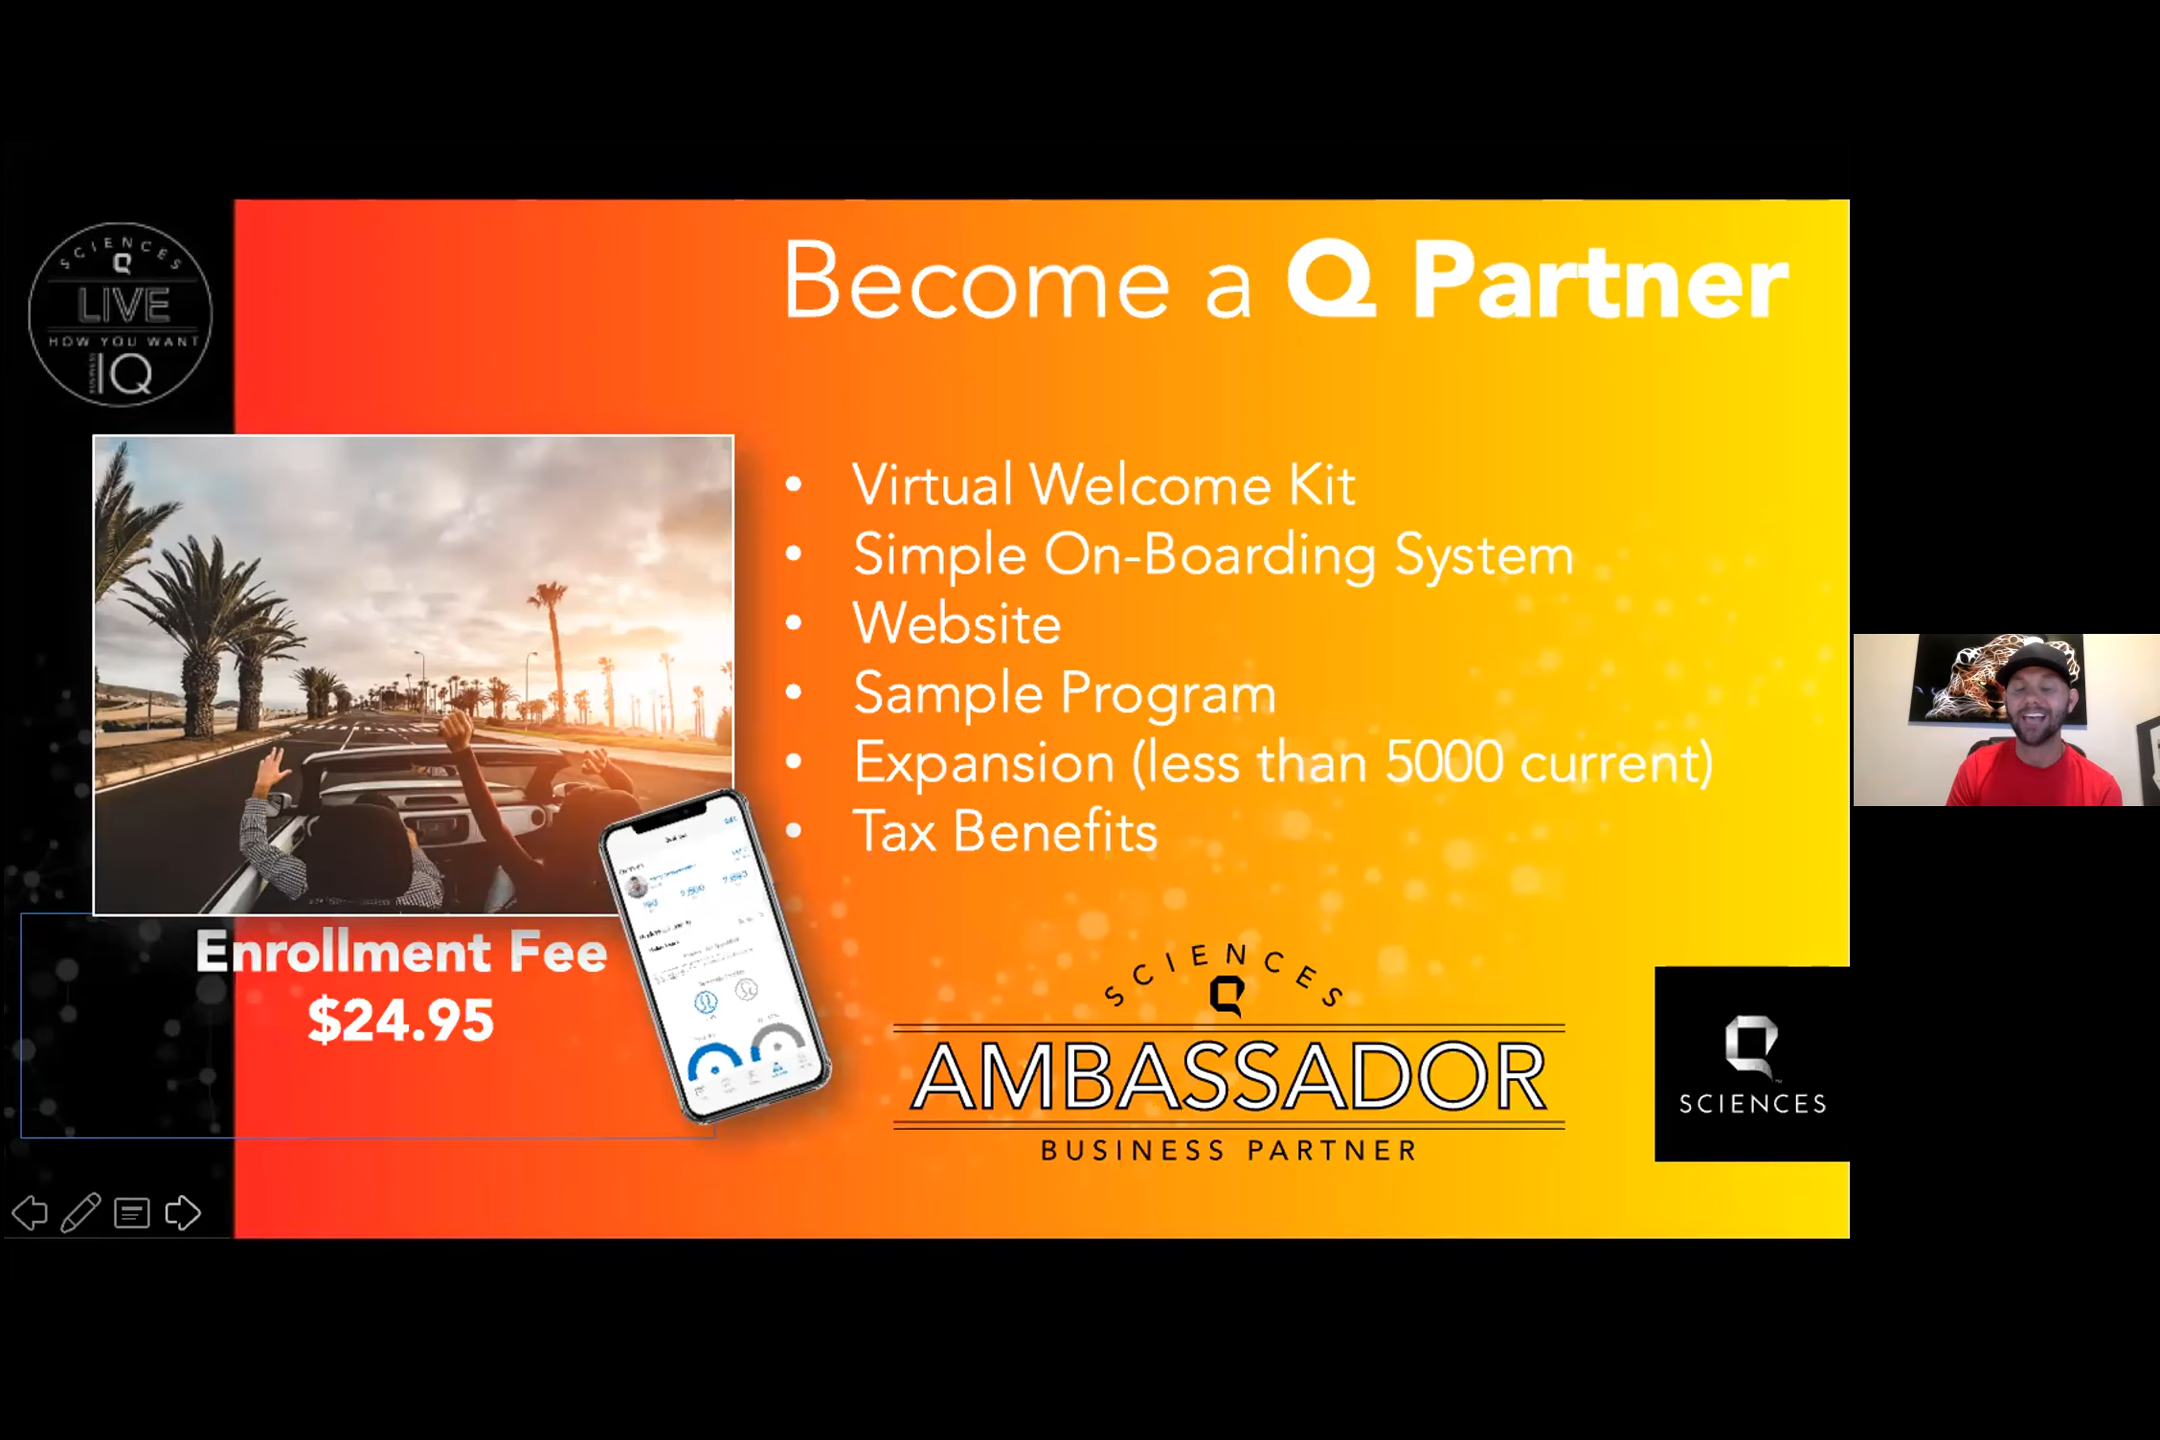 SCIENCES
Q
LIVE
HOW YOU WANT
BUSINESS
IQ
Become a Q Partner
• Virtual Welcome Kit
• Simple On-Boarding System
• Website
• Sample Program
• Expansion (less than 5000 current)
• Tax Benefits
Enrollment Fee
$24.95
SCIENCES
Q
AMBASSADOR
BUSINESS PARTNER
Q
SCIENCES